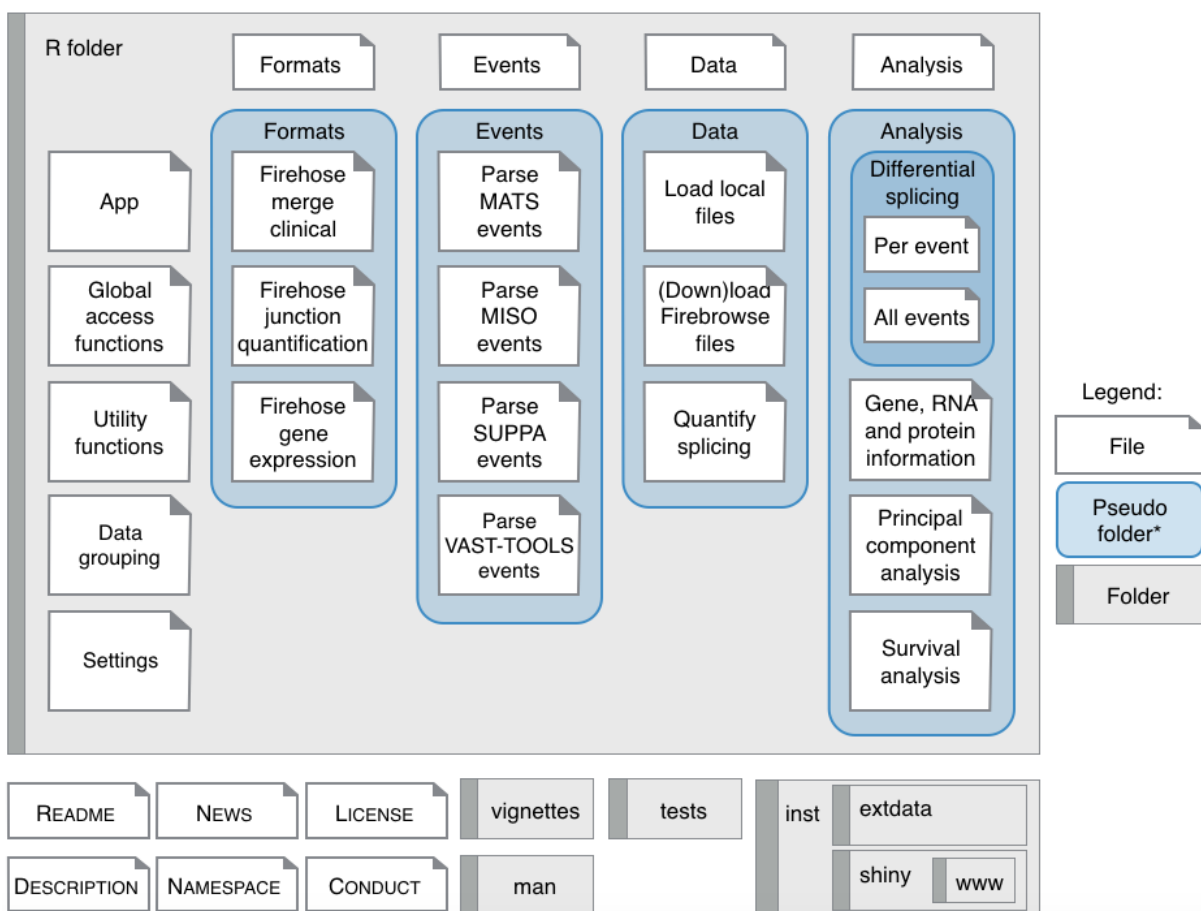 R folder
Formats
Events
Data
Analysis
App
Global
access
functions
Utility
functions
Data
grouping
Settings
Formats
Firehose
merge
clinical
Firehose
junction
quantification
Firehose
gene
expression
Events
Parse
MATS
events
Parse
MISO
events
Parse
SUPPA
events
Parse
VAST-TOOLS
events
Data
Load local
files
(Down)load
Firebrowse
files
Quantify
splicing
Analysis
Differential
splicing
Per event
All events
Gene, RNA
and protein
information
Principal
component
analysis
Survival
analysis
Legend:
File
Pseudo
folder*
Folder
README
NEWS
LICENSE
vignettes
tests
inst
extdata
DESCRIPTION
NAMESPACE
CONDUCT
man
shiny
www